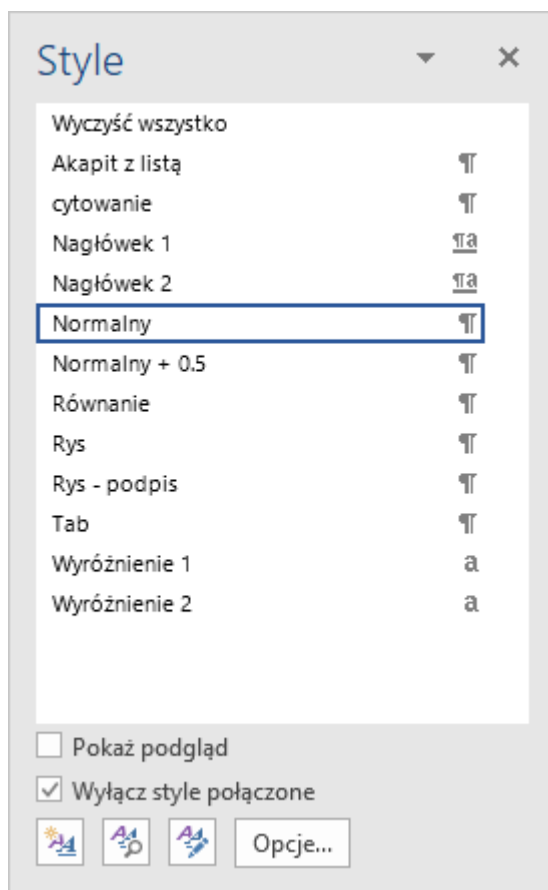 Style
Wyczyść wszystko
Akapit z listą ¶
cytowanie ¶
Nagłówek 1 ¶a
Nagłówek 2 ¶a
Normalny ¶
Normalny + 0.5 ¶
Równanie ¶
Rys ¶
Rys - podpis ¶
Tab ¶
Wyróżnienie 1 a
Wyróżnienie 2 a
Pokaż podgląd
Wyłącz style połączone
Opcje...